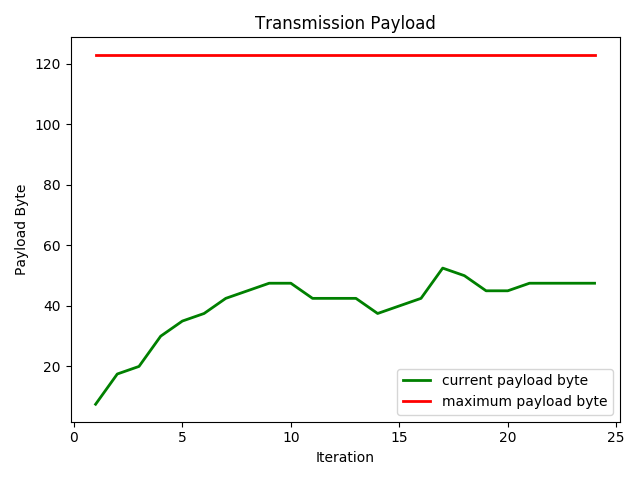 Transmission Payload
Payload Byte
120
100
80
60
40
20
0
5
10
15
20
25
Iteration
current payload byte
maximum payload byte